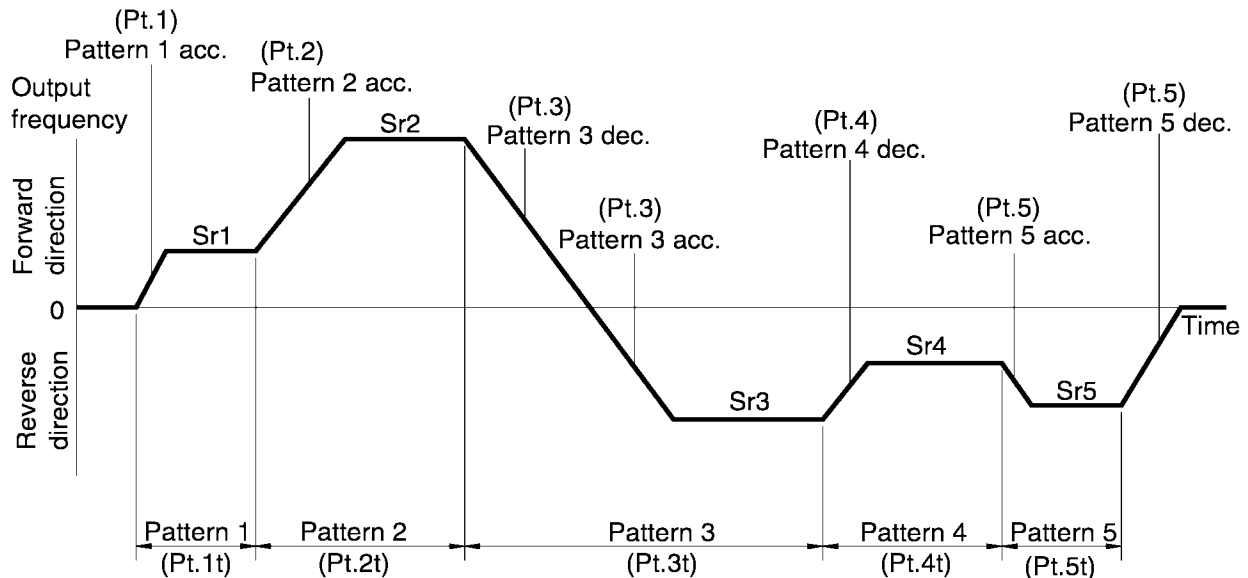 (Pt.1)
Pattern 1 acc.
(Pt.2)
Pattern 2 acc.
Output
frequency
Sr2
(Pt.3)
Pattern 3 dec.
(Pt.4)
Pattern 4 dec.
(Pt.5)
Pattern 5 dec.
Forward
direction
Sr1
(Pt.3)
Pattern 3 acc.
(Pt.5)
Pattern 5 acc.
0
Time
Reverse
direction
Sr3
Sr4
Sr5
Pattern 1
(Pt.1t)
Pattern 2
(Pt.2t)
Pattern 3
(Pt.3t)
Pattern 4
(Pt.4t)
Pattern 5
(Pt.5t)